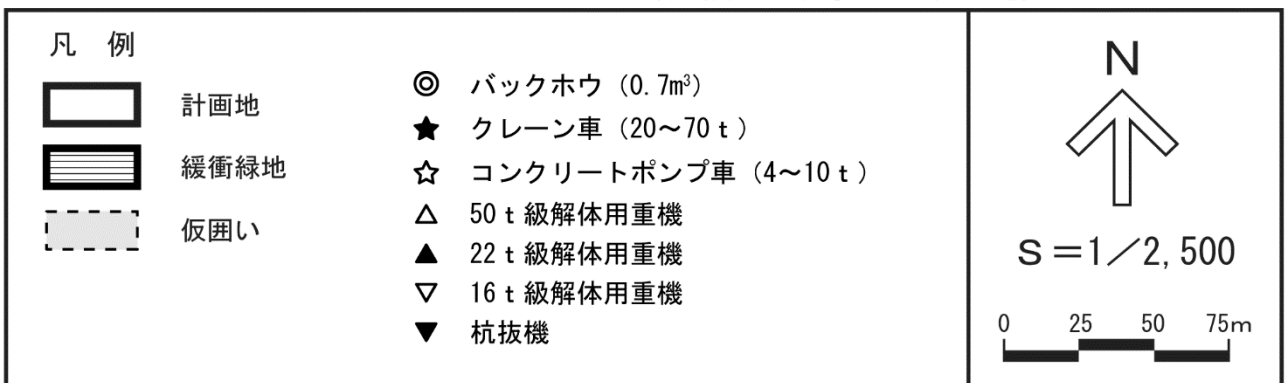 凡 例
計画地
緩衝緑地
仮囲い
◎ バックホウ（0.7m³）
★ クレーン車（20～70ｔ）
☆ コンクリートポンプ車（4～10ｔ）
△ 50ｔ級解体用重機
▲ 22ｔ級解体用重機
▽ 16ｔ級解体用重機
▼ 杭抜機
N
S＝1／2,500
0 25 50 75m